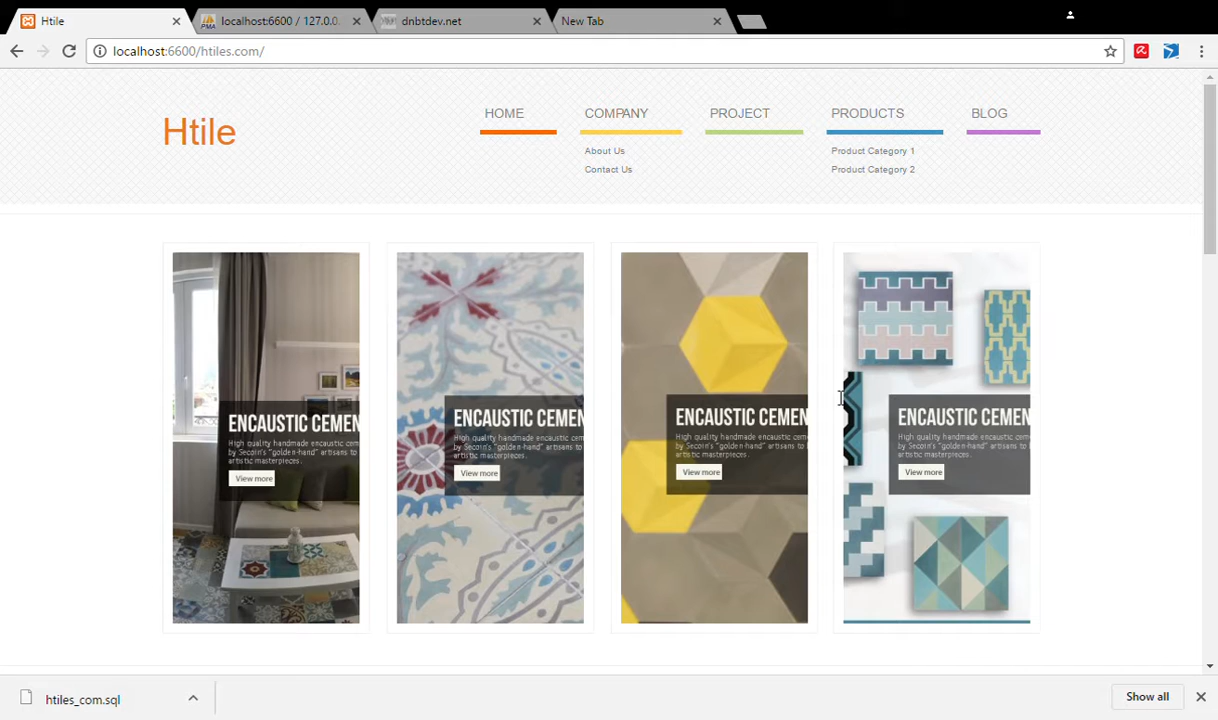 Htile
localhost:6600 / 127.0.0.
dnbtdev.net
New Tab
localhost:6600/htiles.com/
Htile
HOME
COMPANY
PROJECT
PRODUCTS
BLOG
About Us
Contact Us
Product Category 1
Product Category 2
ENCAUSTIC CEMEN
High quality handmade encaustic cem
by Secoin's "golden-hand" artisans to
artistic masterpieces.
View more
ENCAUSTIC CEMEN
High quality handmade encaustic cem
by Secoin's "golden-hand" artisans to
artistic masterpieces.
View more
ENCAUSTIC CEMEN
High quality handmade encaustic cem
by Secoin's "golden-hand" artisans to
artistic masterpieces.
View more
ENCAUSTIC CEMEN
High quality handmade encaustic cem
by Secoin's "golden-hand" artisans to
artistic masterpieces.
View more
htiles_com.sql
Show all